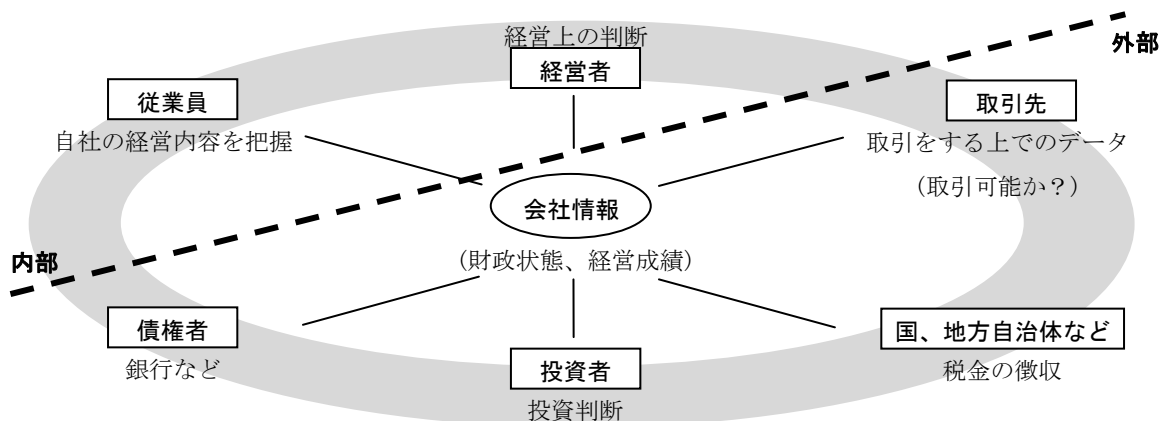 経営上の判断
経営者
外部
従業員
取引先
自社の経営内容を把握
取引をする上でのデータ
（取引可能か？）
会社情報
（財政状態、経営成績）
内部
債権者
国、地方自治体など
銀行など
投資者
税金の徴収
投資判断